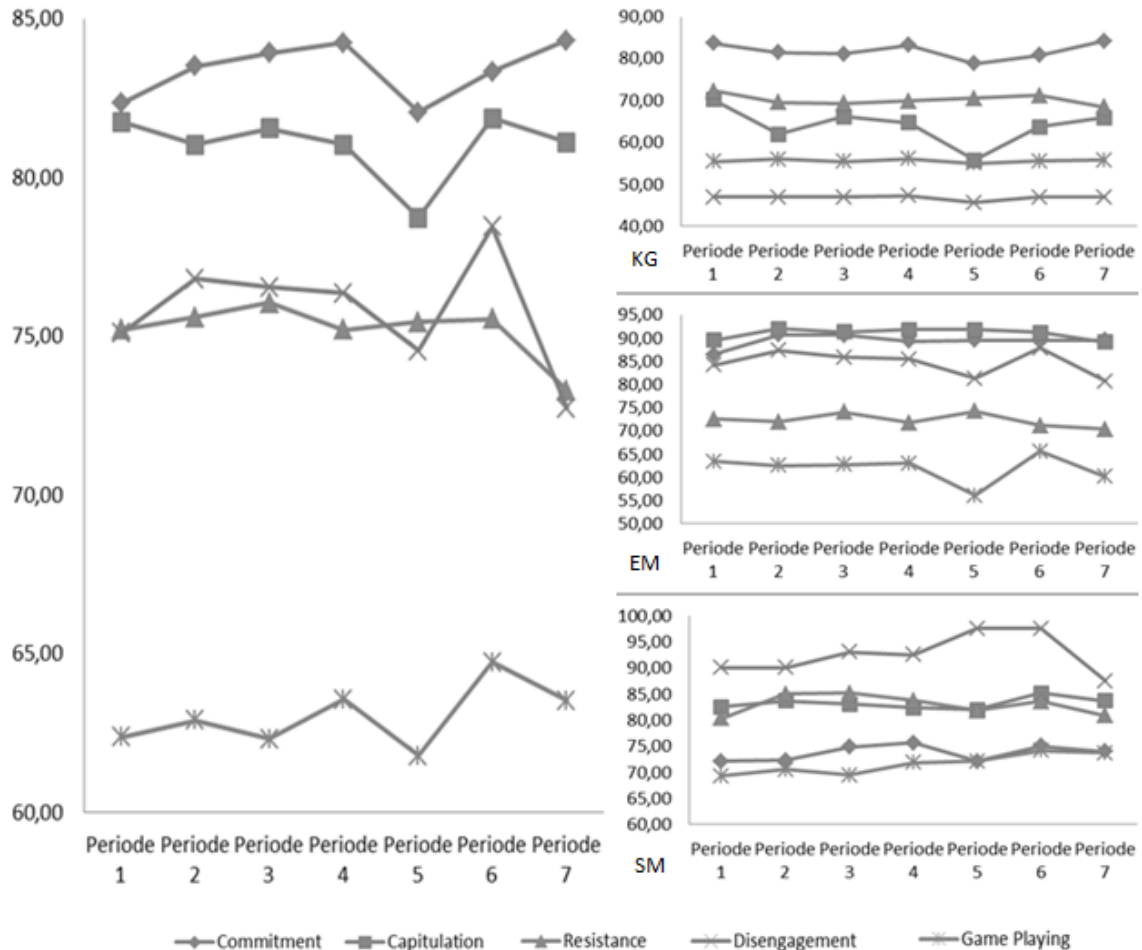 85,00
80,00
75,00
70,00
65,00
60,00
Periode Periode Periode Periode Periode Periode Periode
1 2 3 4 5 6 7
90,00
80,00
70,00
60,00
50,00
40,00
KG
Periode Periode Periode Periode Periode Periode Periode
1 2 3 4 5 6 7
95,00
90,00
85,00
80,00
75,00
70,00
65,00
60,00
55,00
50,00
EM
Periode Periode Periode Periode Periode Periode Periode
1 2 3 4 5 6 7
100,00
95,00
90,00
85,00
80,00
75,00
70,00
65,00
60,00
SM
Periode Periode Periode Periode Periode Periode Periode
1 2 3 4 5 6 7
Commitment Capitulation Resistance Disengagement Game Playing